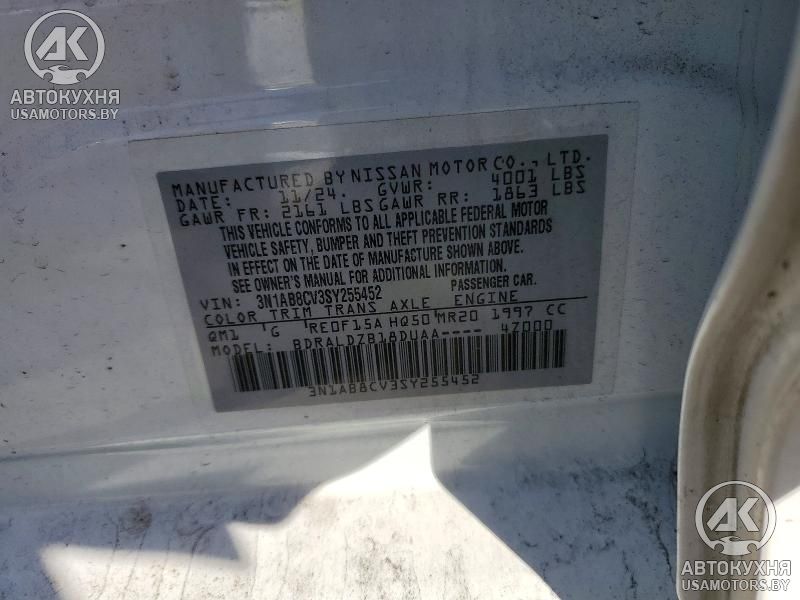 АК
АВТОКУХНЯ
USAMOTORS.BY
MANUFACTURED BY NISSAN MOTOR CO., LTD.
DATE: 11/24. GVWR: 4001 LBS
GAWR FR: 2161 LBS GAWR RR: 1863 LBS
THIS VEHICLE CONFORMS TO ALL APPLICABLE FEDERAL MOTOR
VEHICLE SAFETY, BUMPER AND THEFT PREVENTION STANDARDS
IN EFFECT ON THE DATE OF MANUFACTURE SHOWN ABOVE.
SEE OWNER'S MANUAL FOR ADDITIONAL INFORMATION.
VIN: 3N1AB8CV3SY255452 PASSENGER CAR.
COLOR TRIM TRANS AXLE ENGINE
QM1 'G 'RE0F15A HQ50'MR20 1997 CC
MODEL: BDRALDZB18DUAA---- 47000
3N1AB8CV3SY255452
АК
АВТОКУХНЯ
USAMOTORS.BY